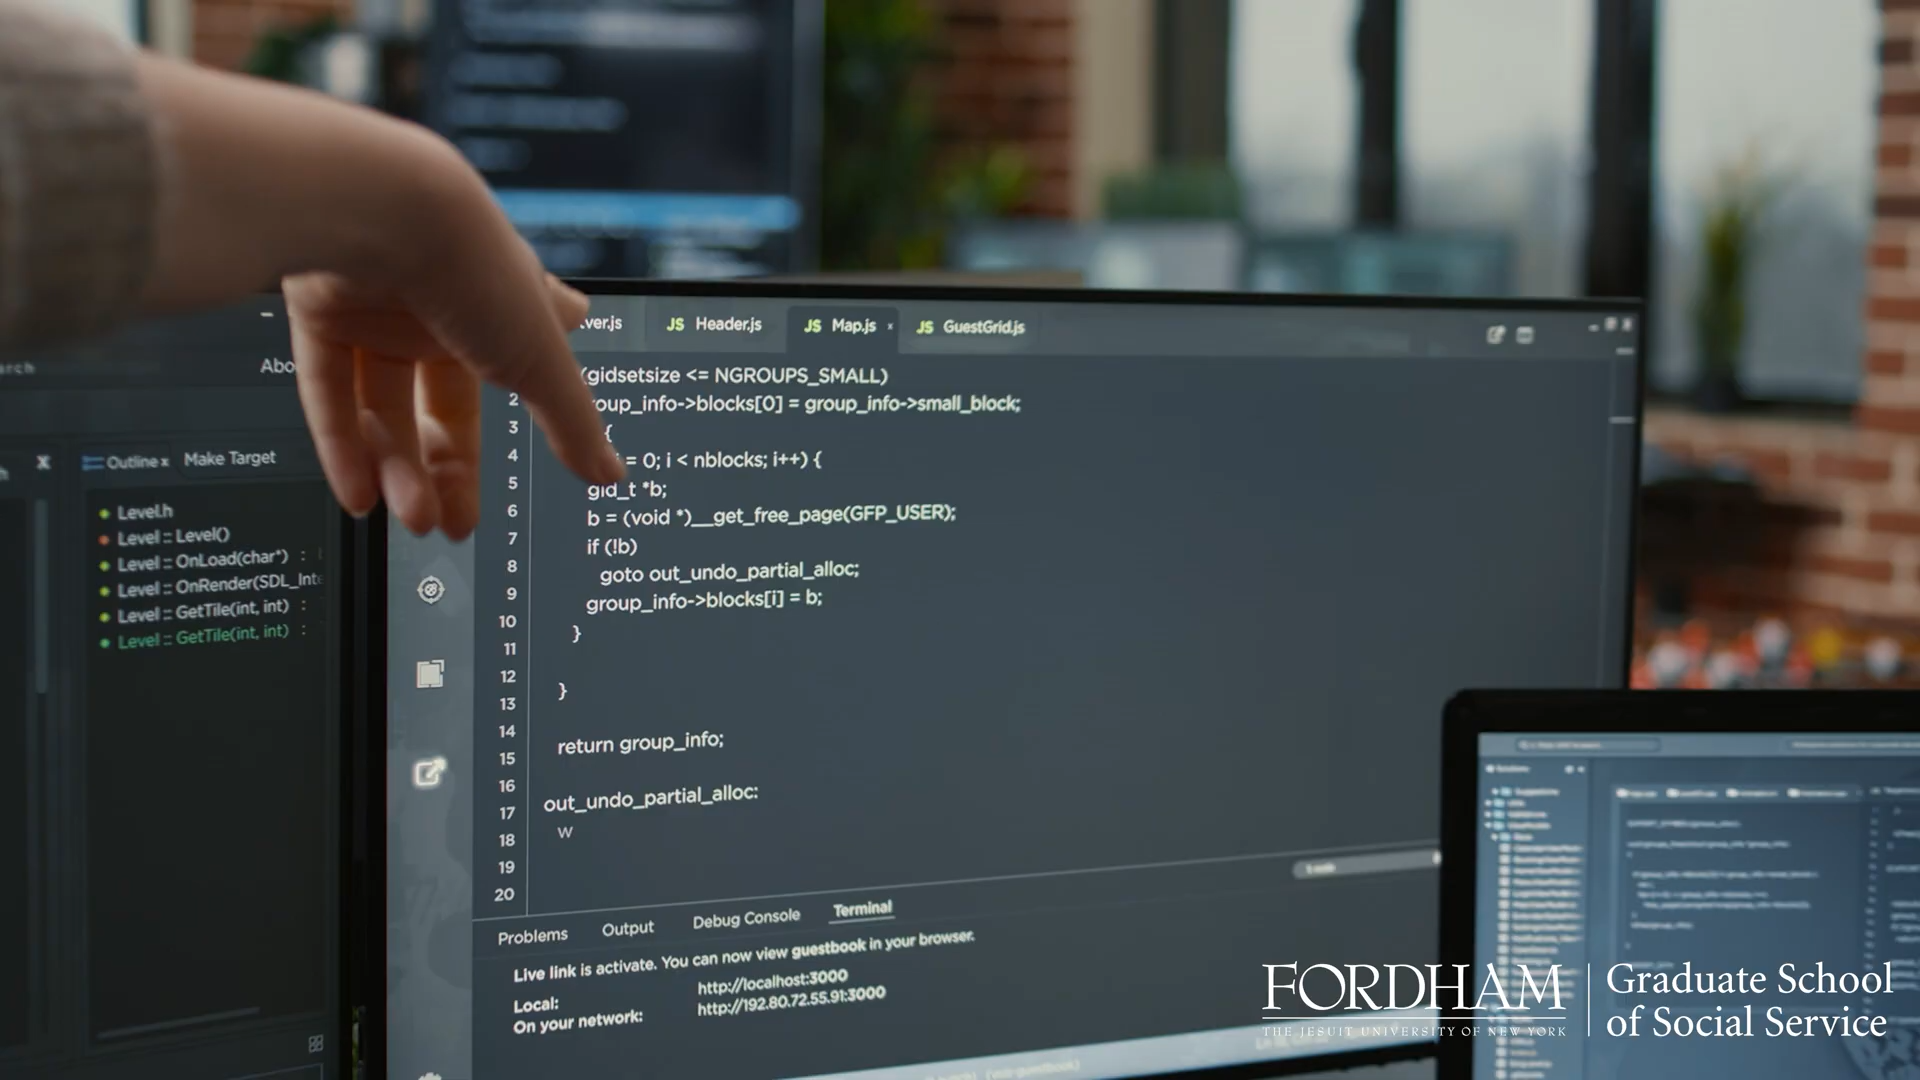 arch
Abo
Outline x
Make Target
Level.h
Level :: Level()
Level :: OnLoad(char*) :
Level :: OnRender(SDL_Inte
Level :: GetTile(int, int) :
Level :: GetTile(int, int) :
ver.js
JS Header.js
JS Map.js x
JS GuestGrid.js
(gidsetsize <= NGROUPS_SMALL)
2 roup_info->blocks[0] = group_info->small_block;
3 {
4 = 0; i < nblocks; i++) {
5 gid_t *b;
6 b = (void *)__get_free_page(GFP_USER);
7 if (!b)
8 goto out_undo_partial_alloc;
9 group_info->blocks[i] = b;
10 }
11
12 }
13
14 return group_info;
15
16 out_undo_partial_alloc:
17
18 w
19
20
Problems Output Debug Console Terminal
Live link is activate. You can now view guestbook in your browser.
Local: http://localhost:3000
On your network: http://192.80.72.55.91:3000
FORDHAM
THE JESUIT UNIVERSITY OF NEW YORK
Graduate School
of Social Service